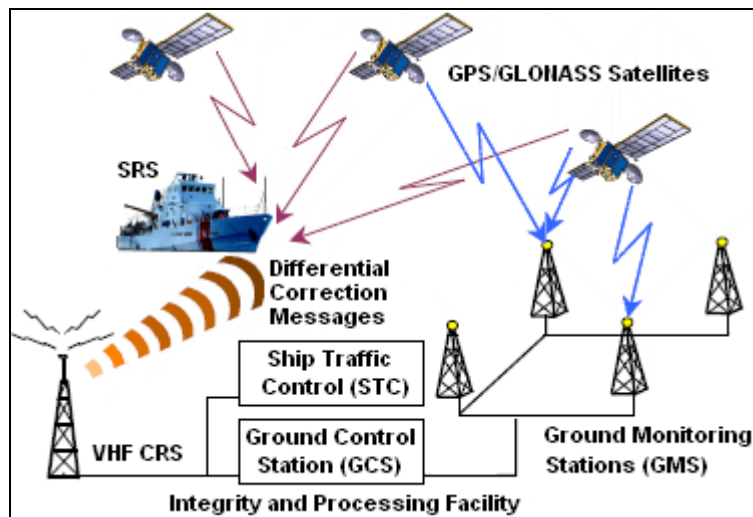 GPS/GLONASS Satellites
SRS
Differential
Correction
Messages
Ship Traffic
Control (STC)
VHF CRS
Ground Control
Station (GCS)
Ground Monitoring
Stations (GMS)
Integrity and Processing Facility